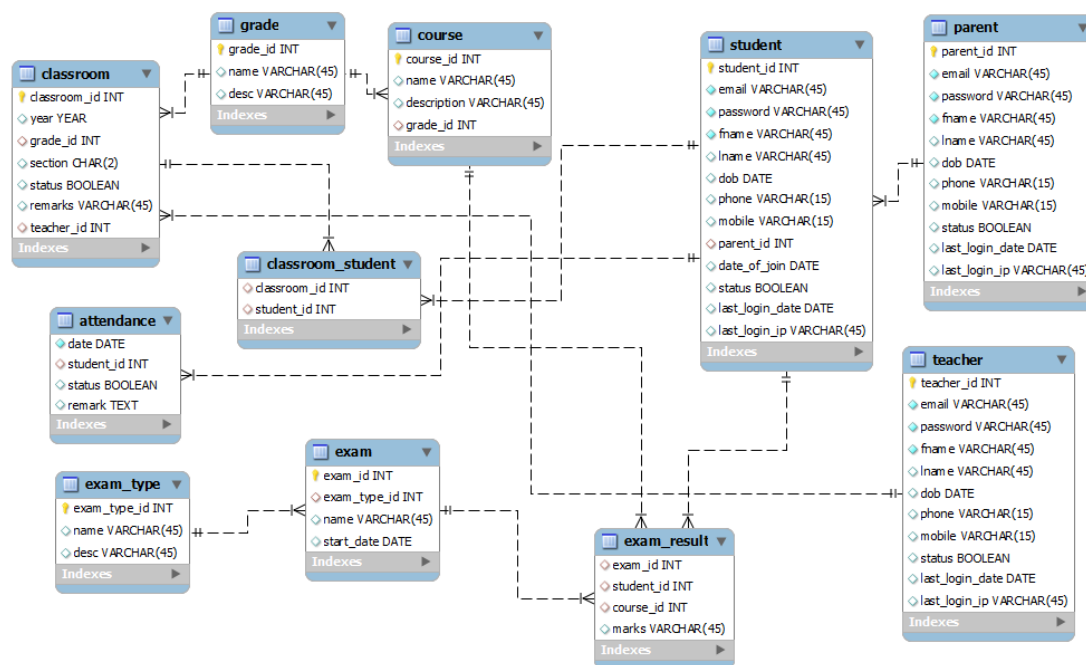 grade
grade_id INT
name VARCHAR(45)
desc VARCHAR(45)
Indexes
course
course_id INT
name VARCHAR(45)
description VARCHAR(45)
grade_id INT
Indexes
student
student_id INT
email VARCHAR(45)
password VARCHAR(45)
fname VARCHAR(45)
lname VARCHAR(45)
dob DATE
phone VARCHAR(15)
mobile VARCHAR(15)
parent_id INT
date_of_join DATE
status BOOLEAN
last_login_date DATE
last_login_ip VARCHAR(45)
Indexes
parent
parent_id INT
email VARCHAR(45)
password VARCHAR(45)
fname VARCHAR(45)
lname VARCHAR(45)
dob DATE
phone VARCHAR(15)
mobile VARCHAR(15)
status BOOLEAN
last_login_date DATE
last_login_ip VARCHAR(45)
Indexes
classroom
classroom_id INT
year YEAR
grade_id INT
section CHAR(2)
status BOOLEAN
remarks VARCHAR(45)
teacher_id INT
Indexes
classroom_student
classroom_id INT
student_id INT
Indexes
attendance
date DATE
student_id INT
status BOOLEAN
remark TEXT
Indexes
teacher
teacher_id INT
email VARCHAR(45)
password VARCHAR(45)
fname VARCHAR(45)
lname VARCHAR(45)
dob DATE
phone VARCHAR(15)
mobile VARCHAR(15)
status BOOLEAN
last_login_date DATE
last_login_ip VARCHAR(45)
Indexes
exam_type
exam_type_id INT
name VARCHAR(45)
desc VARCHAR(45)
Indexes
exam
exam_id INT
exam_type_id INT
name VARCHAR(45)
start_date DATE
Indexes
exam_result
exam_id INT
student_id INT
course_id INT
marks VARCHAR(45)
Indexes